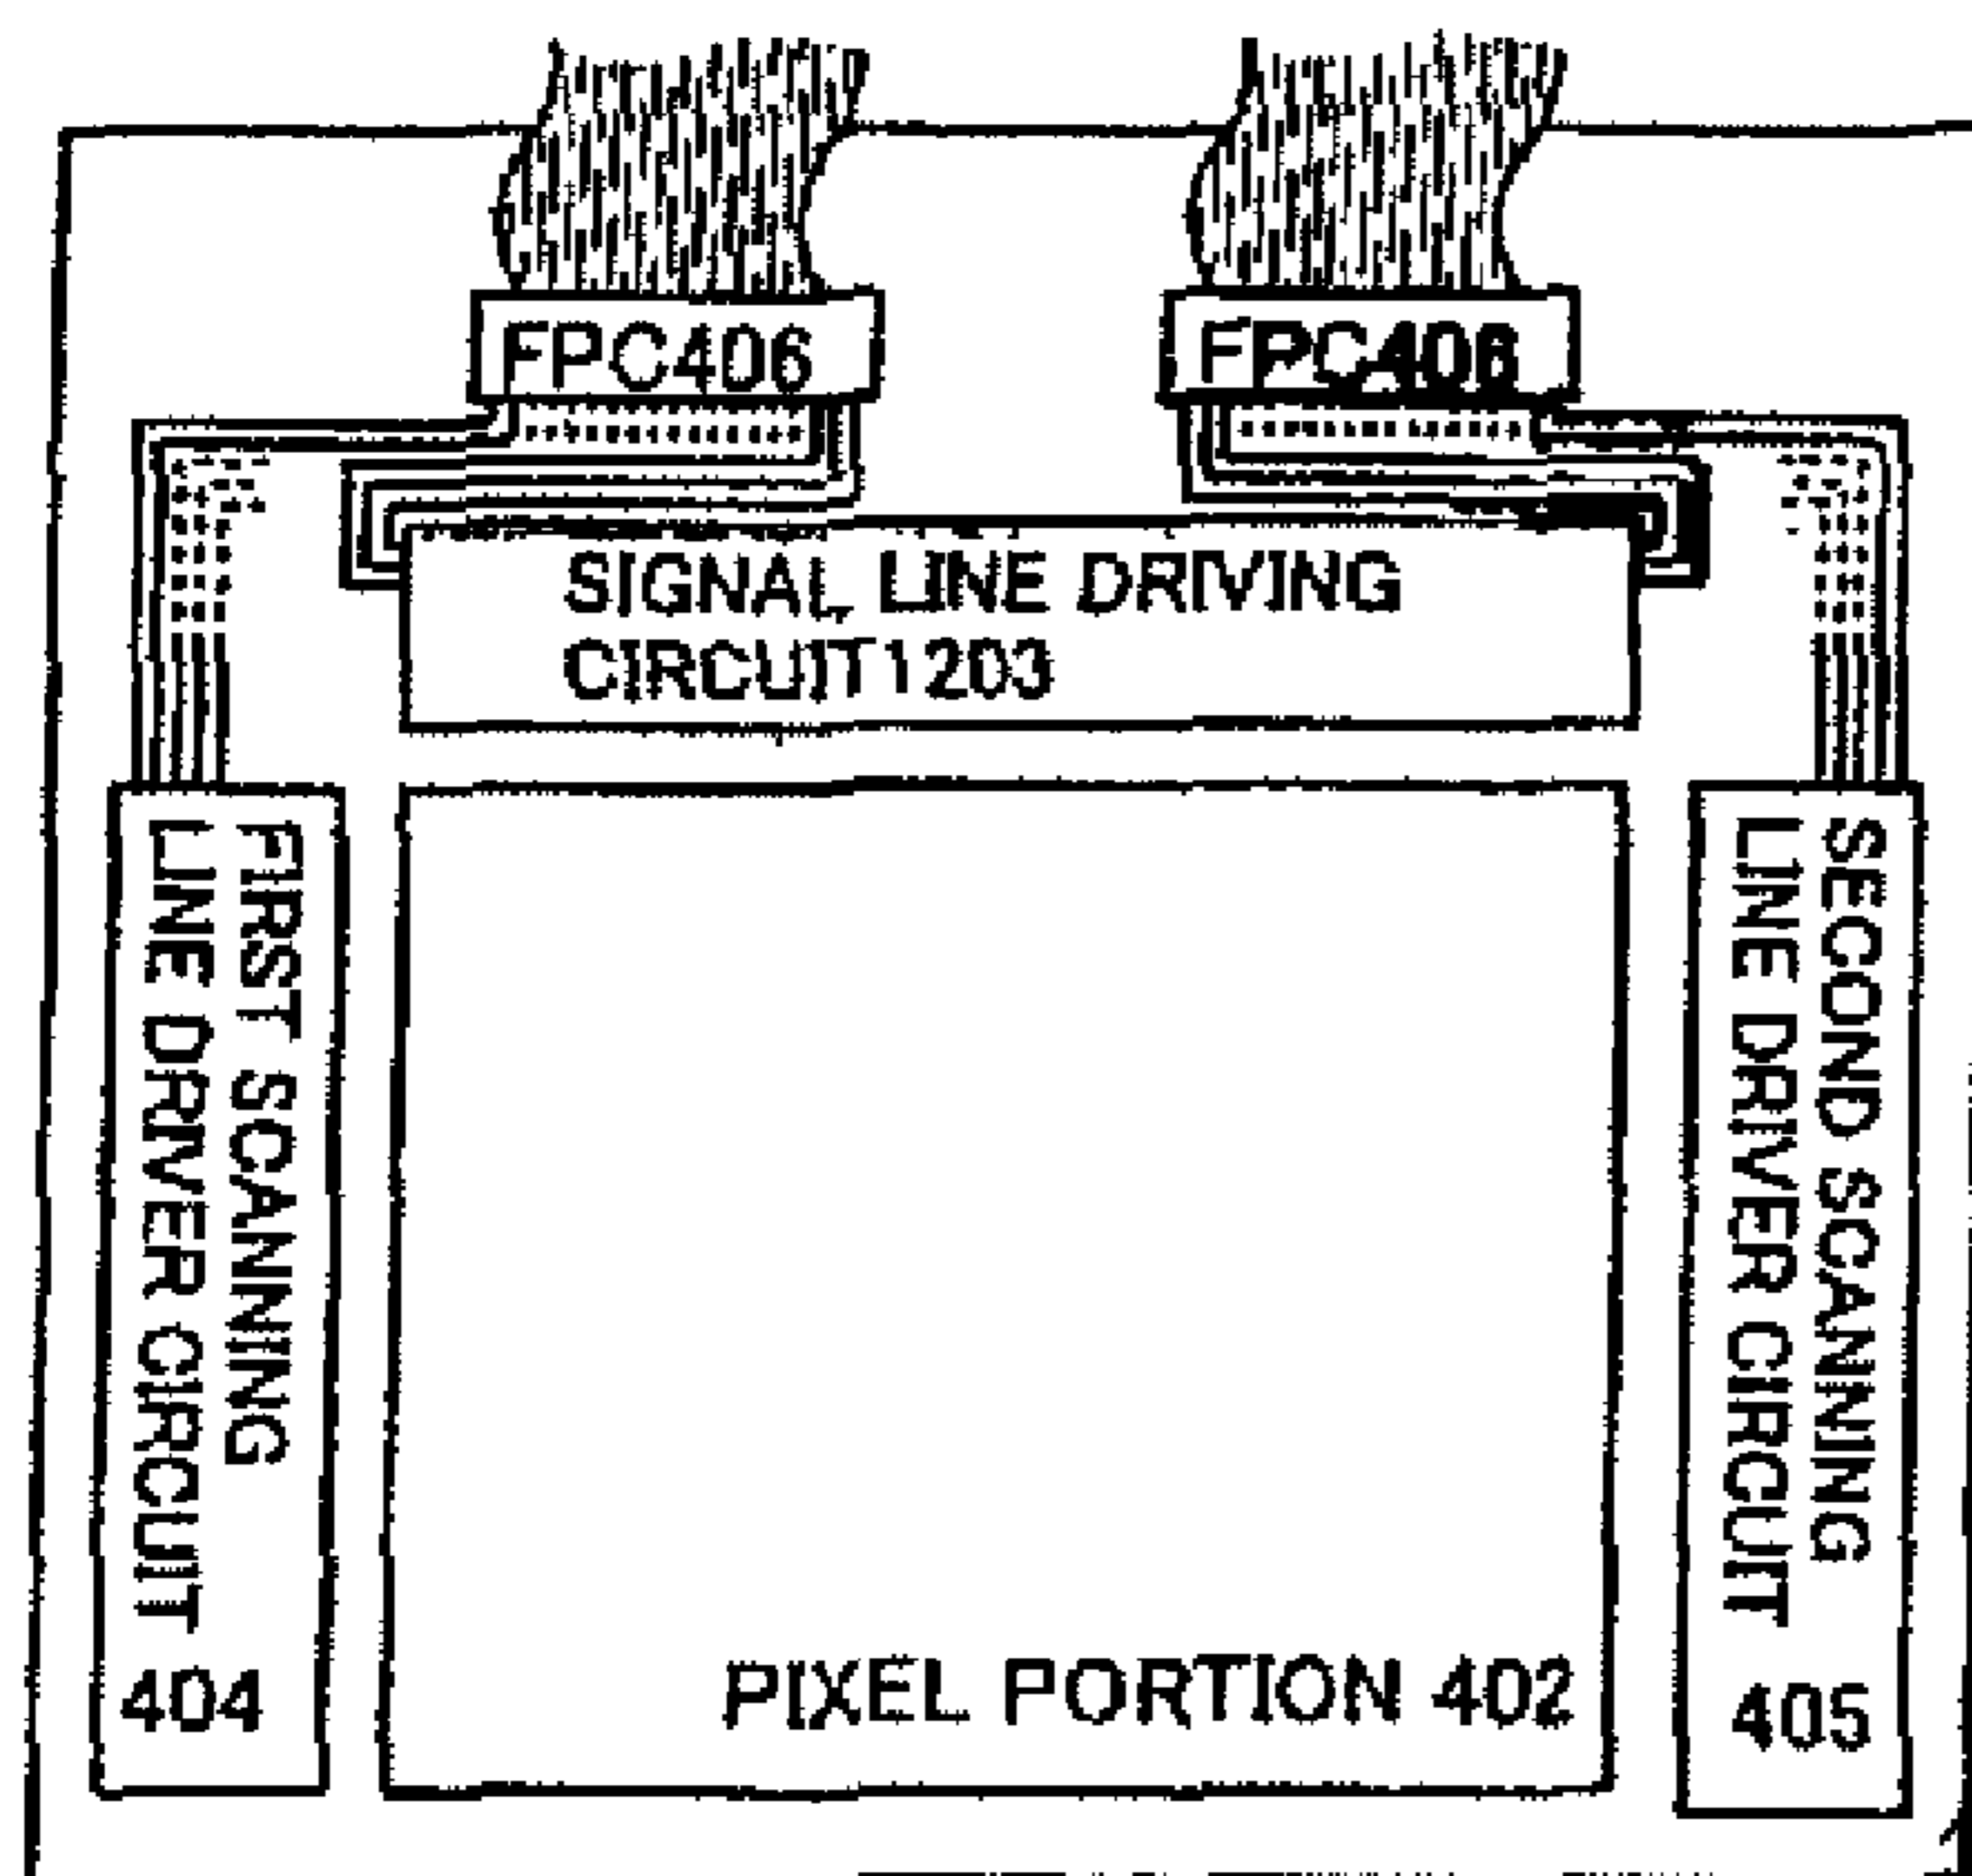 FPC406
FPC406
SIGNAL LINE DRIVING
CIRCUIT1203
FIRST SCANNING
LINE DRIVER CIRCUIT
404
SECOND SCANNING
LINE DRIVER CIRCUIT
405
PIXEL PORTION 402